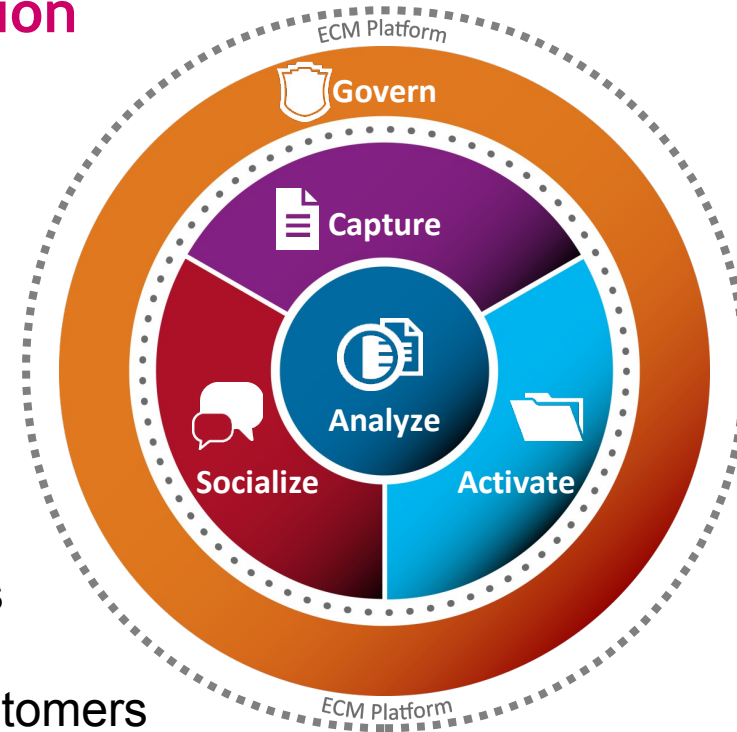 ion
ECM Platform
Govern
Capture
Analyze
Socialize
Activate
s
tomers
ECM Platform